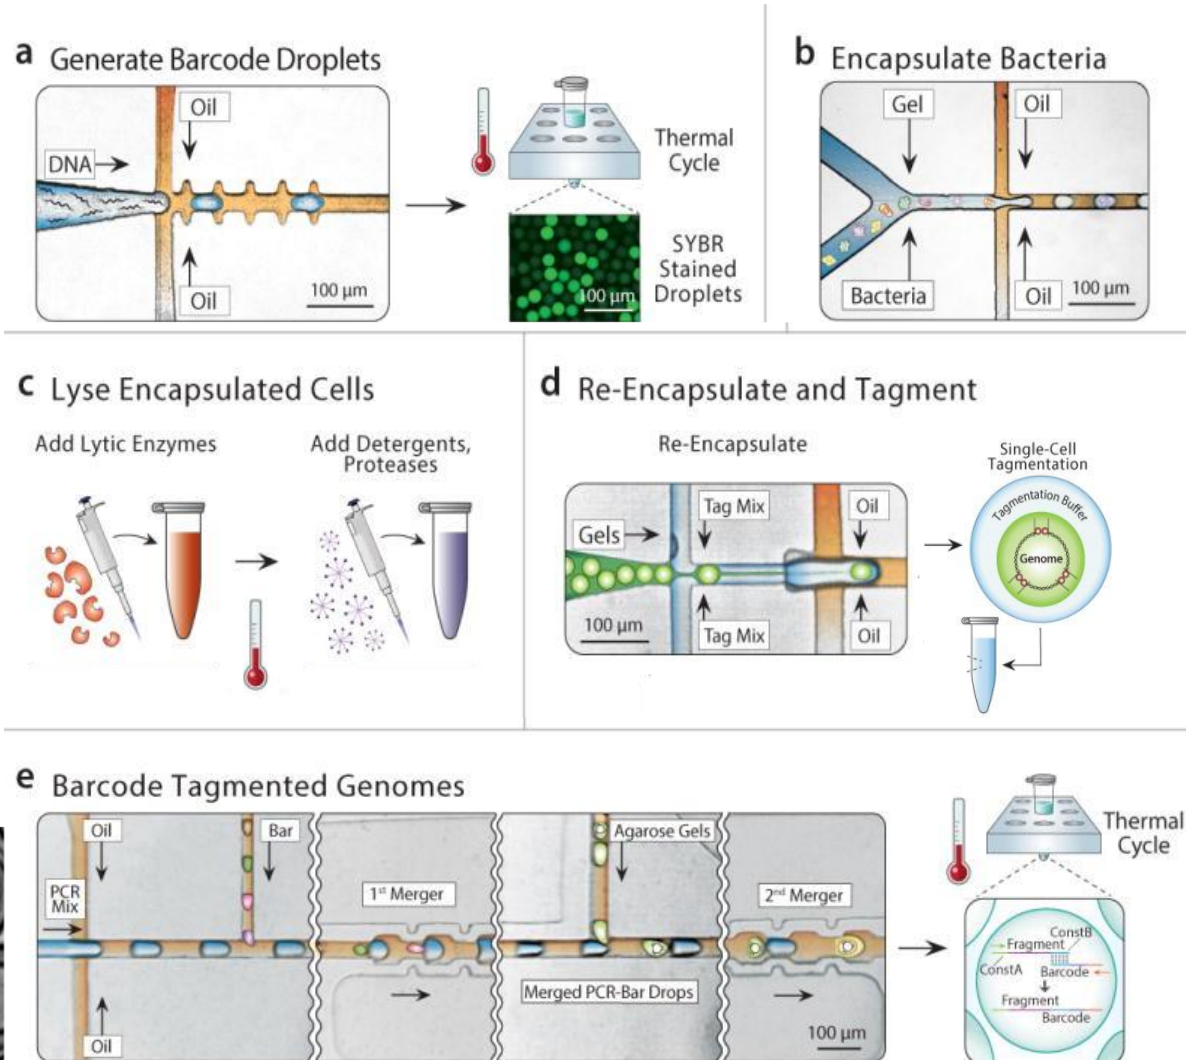 a Generate Barcode Droplets
Oil
DNA
Oil
100 µm
Thermal
Cycle
SYBR
Stained
Droplets
100 µm
b Encapsulate Bacteria
Gel
Oil
Bacteria
Oil
100 µm
c Lyse Encapsulated Cells
Add Lytic Enzymes
Add Detergents,
Proteases
d Re-Encapsulate and Tagment
Re-Encapsulate
Gels
Tag Mix
Oil
100 µm
Tag Mix
Oil
Single-Cell
Tagmentation
Tagmentation Buffer
Genome
e Barcode Tagmented Genomes
Oil
Bar
PCR
Mix
Oil
1st Merger
Agarose Gels
Merged PCR-Bar Drops
2nd Merger
100 µm
Thermal
Cycle
ConstB
Fragment
ConstA
Barcode
Fragment
Barcode